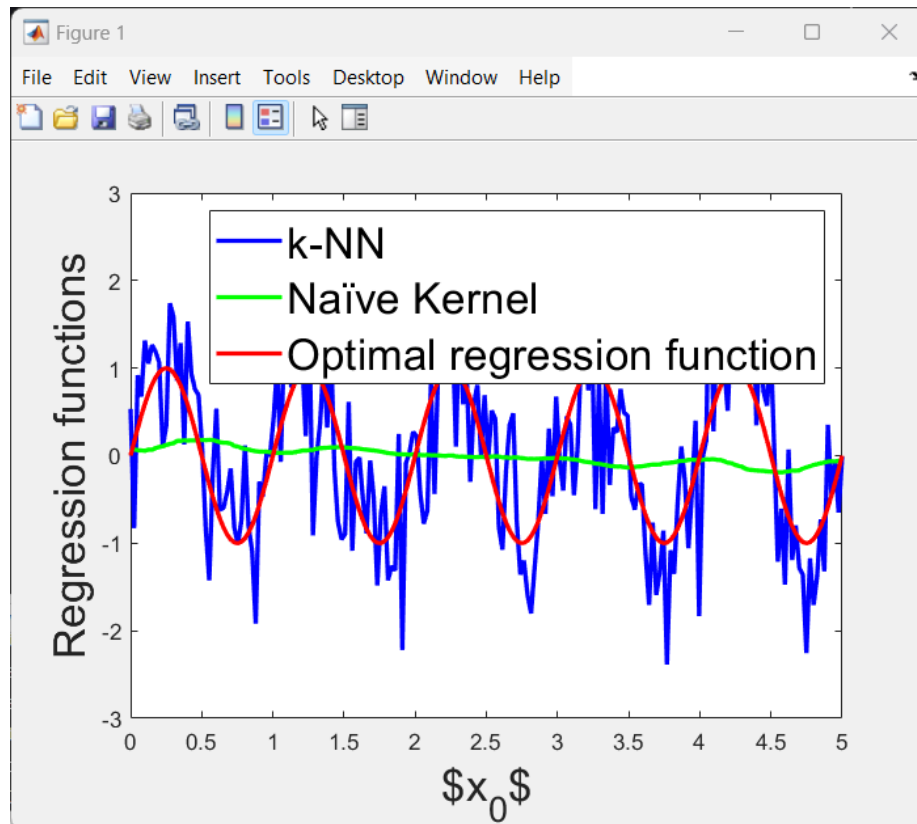 Figure 1
File Edit View Insert Tools Desktop Window Help
3
k-NN
2
Naïve Kernel
Optimal regression function
1
0
-1
-2
-3
Regression functions
0 0.5 1 1.5 2 2.5 3 3.5 4 4.5 5
$x_0$